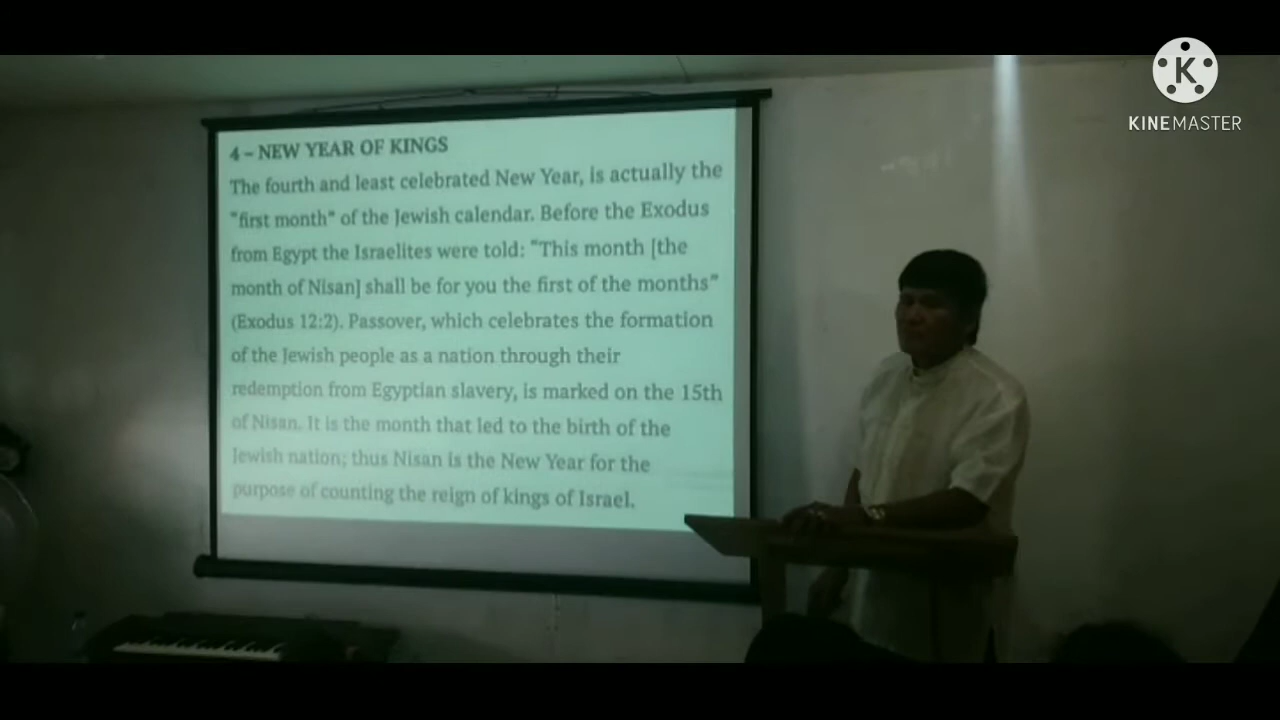 4 – NEW YEAR OF KINGS
The fourth and least celebrated New Year, is actually the
"first month" of the Jewish calendar. Before the Exodus
from Egypt the Israelites were told: "This month [the
month of Nisan] shall be for you the first of the months"
(Exodus 12:2). Passover, which celebrates the formation
of the Jewish people as a nation through their
redemption from Egyptian slavery, is marked on the 15th
of Nisan. It is the month that led to the birth of the
Jewish nation; thus Nisan is the New Year for the
purpose of counting the reign of kings of Israel.
K
KINEMASTER